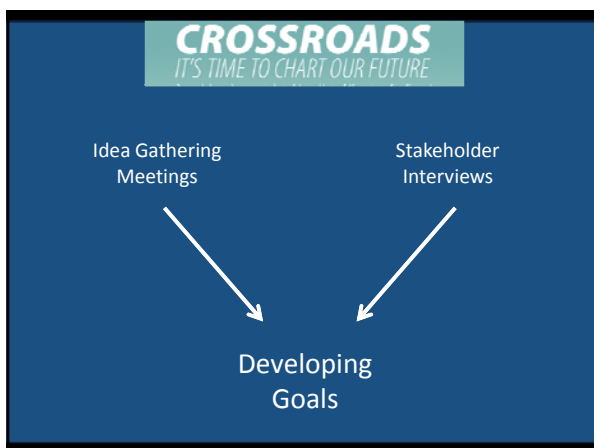 CROSSROADS
IT'S TIME TO CHART OUR FUTURE
Idea Gathering
Meetings
Stakeholder
Interviews
Developing
Goals